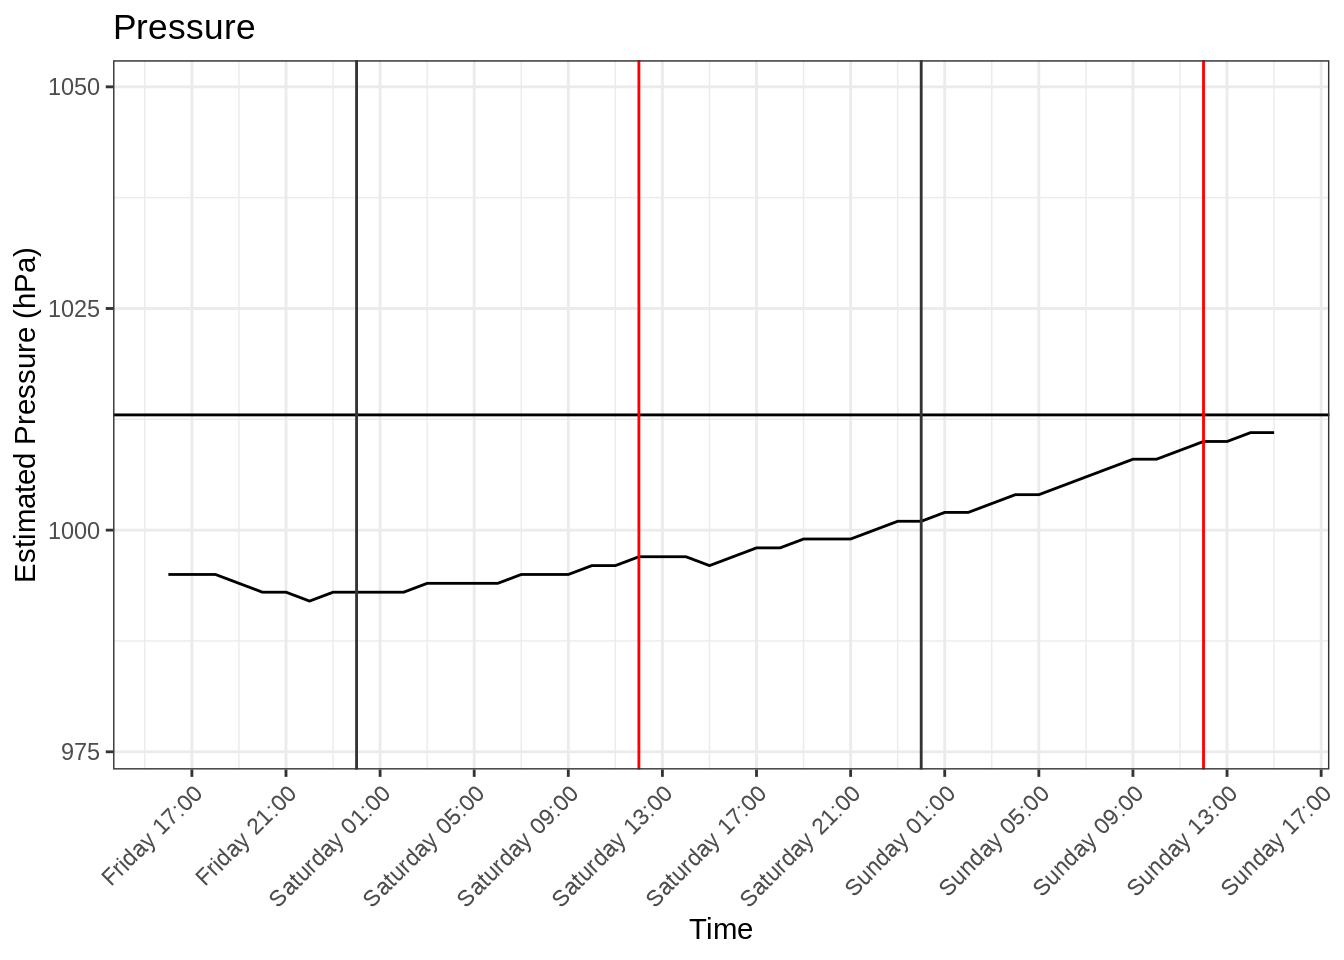 Pressure
Estimated Pressure (hPa)
1050
1025
1000
975
Friday 17:00
Friday 21:00
Saturday 01:00
Saturday 05:00
Saturday 09:00
Saturday 13:00
Saturday 17:00
Saturday 21:00
Sunday 01:00
Sunday 05:00
Sunday 09:00
Sunday 13:00
Sunday 17:00
Time